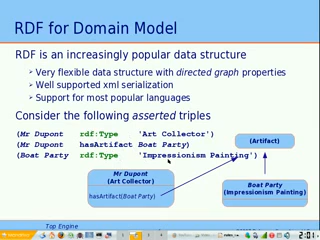 RDF for Domain Model
RDF is an increasingly popular data structure
Very flexible data structure with directed graph properties
Well supported xml serialization
Support for most popular languages
Consider the following asserted triples
(Mr Dupont rdf:Type 'Art Collector')
(Mr Dupont hasArtifact Boat Party)
(Boat Party rdf:Type 'Impressionism Painting')
(Artifact)
Mr Dupont
(Art Collector)
hasArtifact(Boat Party)
Boat Party
(Impressionism Painting)
Top Engine
2:01